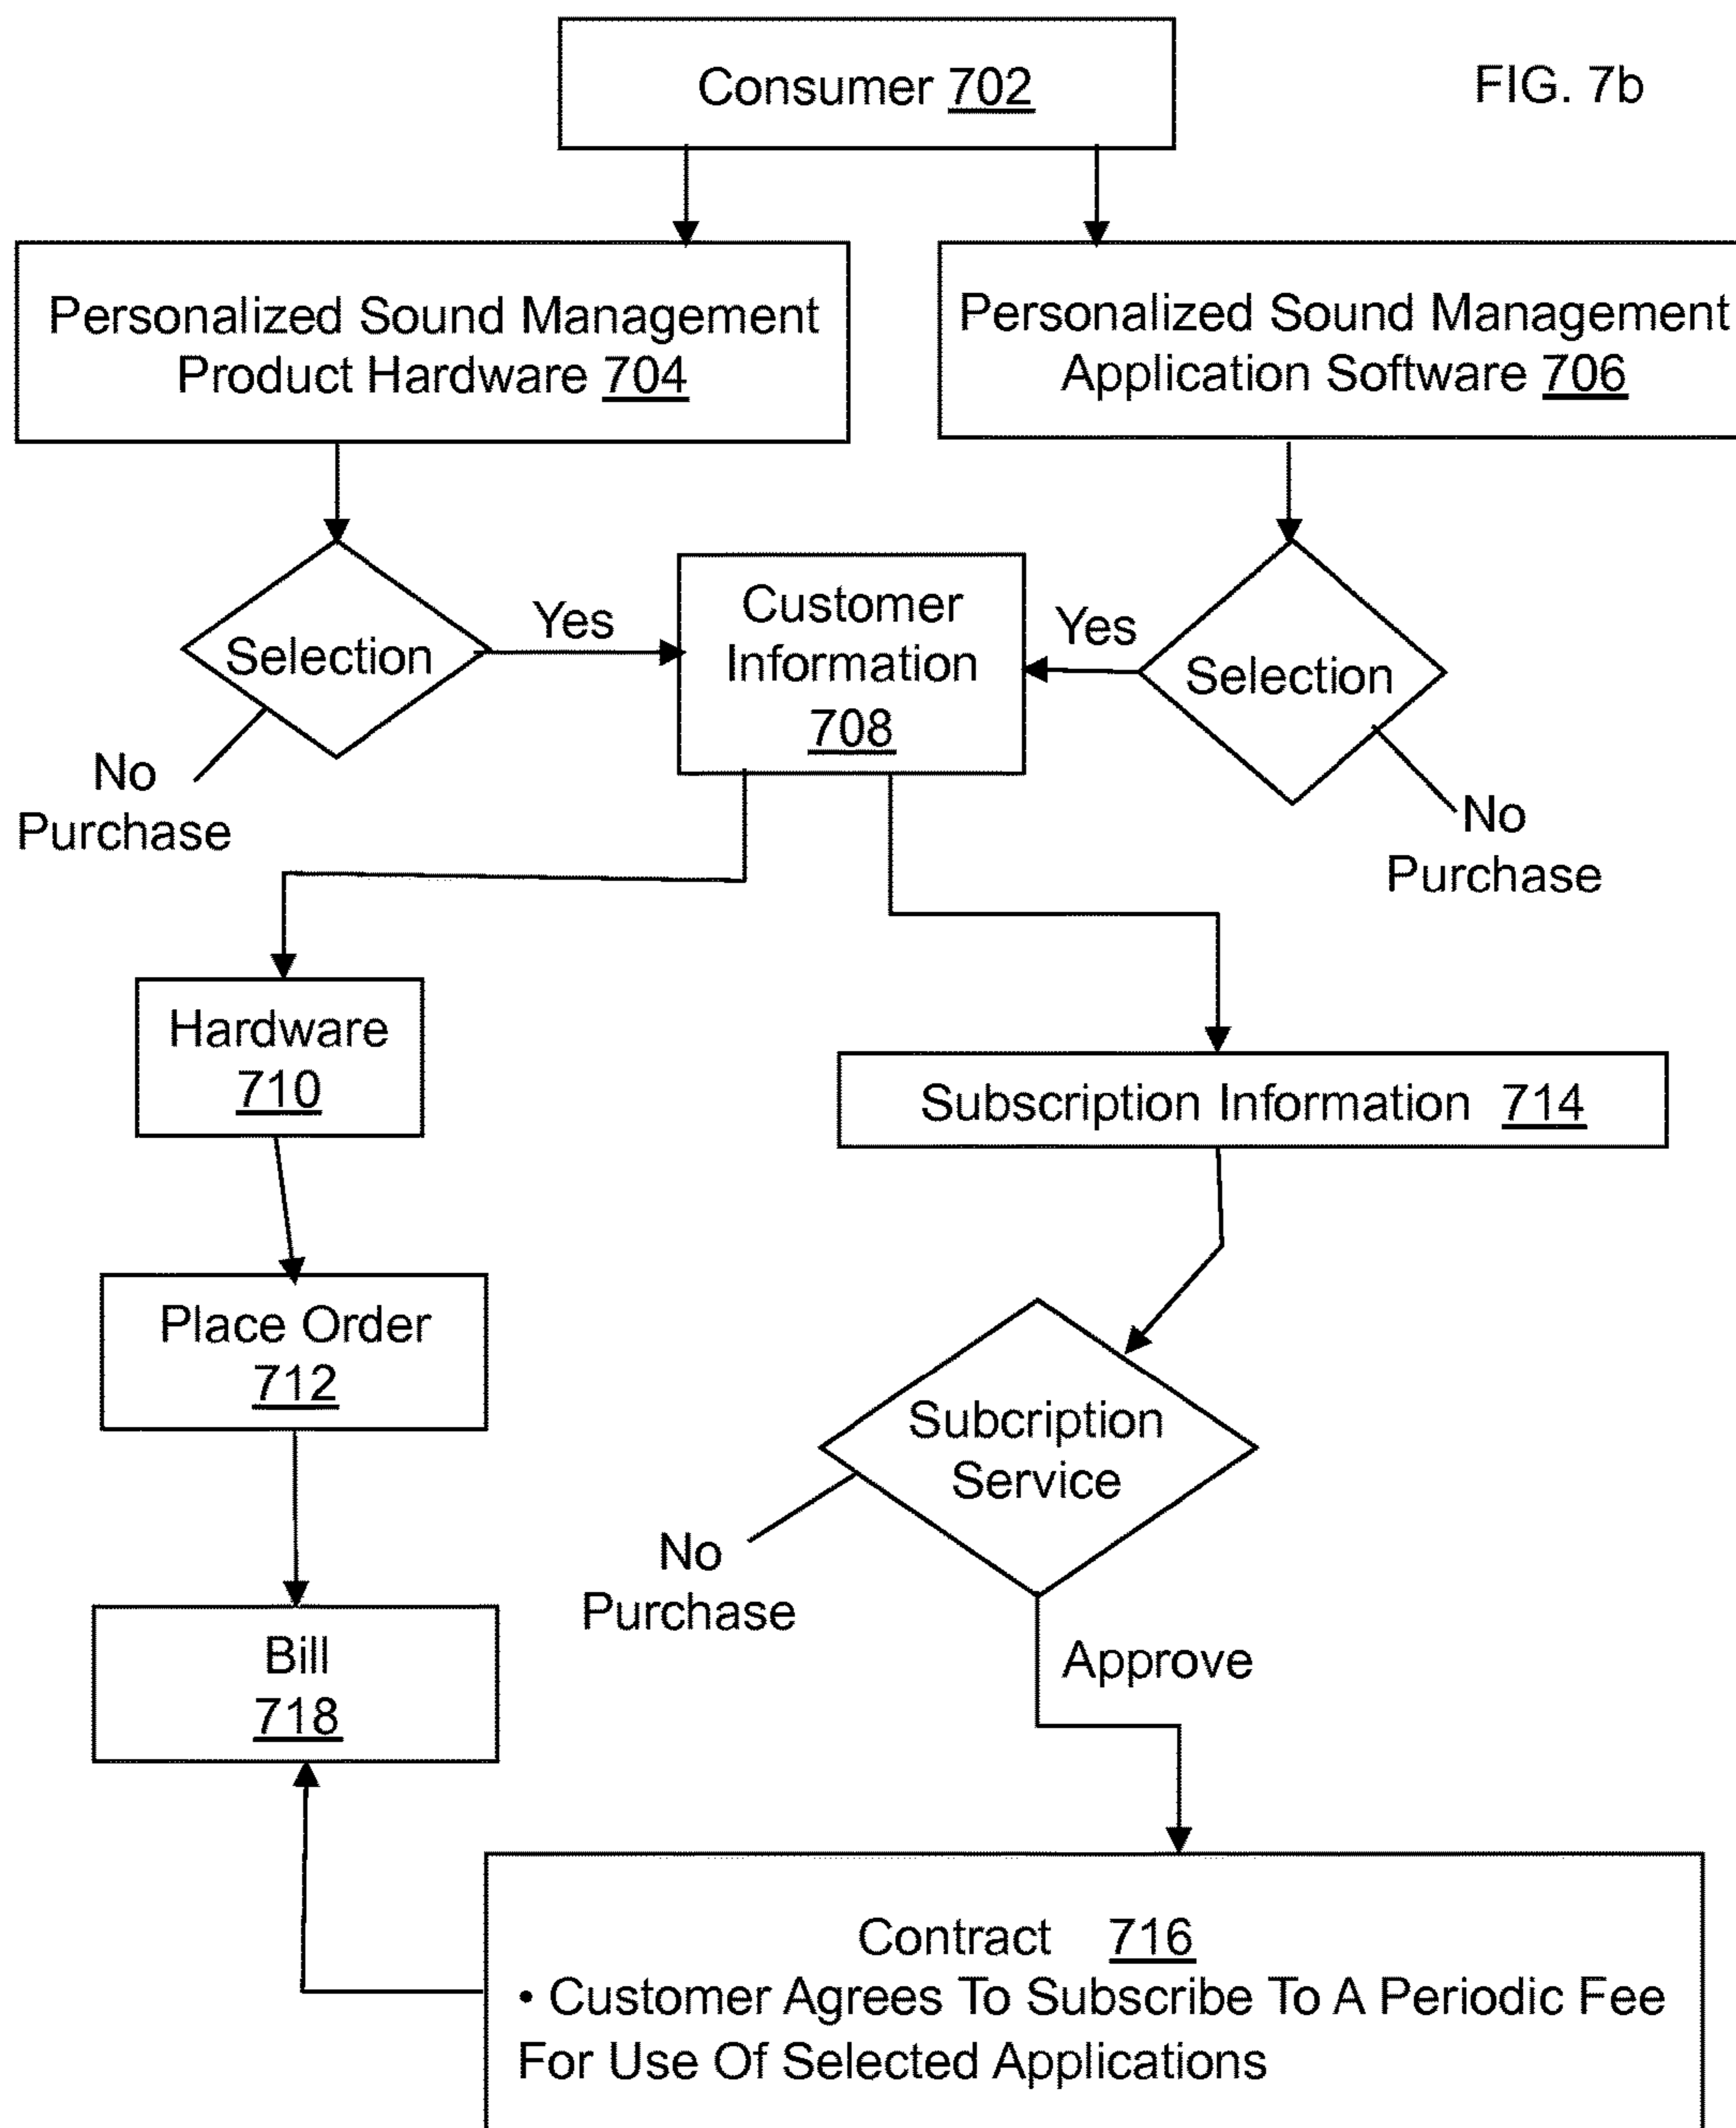 Consumer 702
FIG. 7b
Personalized Sound Management
Product Hardware 704
Personalized Sound Management
Application Software 706
Selection
Yes
Customer
Information
708
Yes
Selection
No
Purchase
No
Purchase
Hardware
710
Subscription Information 714
Place Order
712
Subcription
Service
No
Purchase
Bill
718
Approve
Contract 716
• Customer Agrees To Subscribe To A Periodic Fee
For Use Of Selected Applications